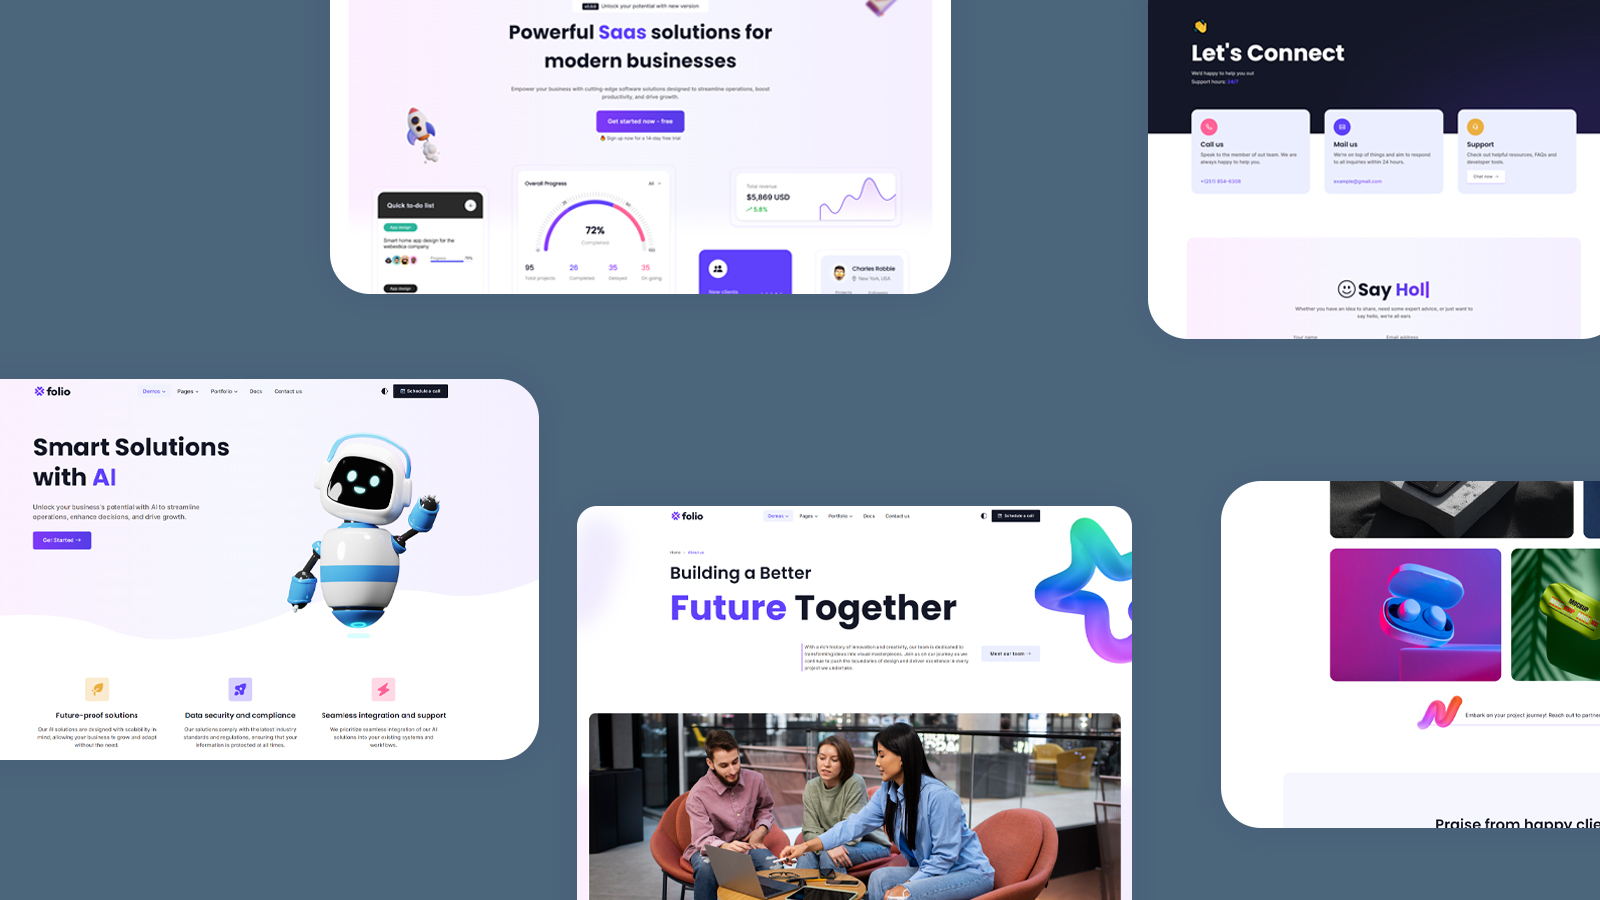 v2.0.0 Unlock your potential with new version
Powerful Saas solutions for
modern businesses
Empower your business with cutting-edge software solutions designed to streamline operations, boost
productivity, and drive growth.
Get started now - free
Sign up now for a 14-day free trial
Quick to-do list
App design
Smart home app design for the
webestica company
Progress
App design
Overall Progress
All
72%
Completed
95
Total projects
26
Completed
35
Delayed
35
On going
Total revenue
$5,869 USD
5.8%
New clients
Charles Robbie
New York, USA
Let's Connect
We'd happy to help you out
Support hours: 24/7
Call us
Speak to the member of out team. We are
always happy to help you.
+(251) 854-6308
Mail us
We're on top of things and aim to respond
to all inquiries within 24 hours.
example@gmail.com
Support
Check out helpful resources, FAQs and
developer tools.
Chat now
Say Hol
Whether you have an idea to share, need some expert advice, or just want to
say hello, we're all ears
Your name
Email address
folio
Demos
Pages
Portfolio
Docs
Contact us
Schedule a call
Smart Solutions
with AI
Unlock your business's potential with AI to streamline
operations, enhance decisions, and drive growth.
Get Started
Future-proof solutions
Our AI solutions are designed with scalability in
mind, allowing your business to grow and adapt
without the need.
Data security and compliance
Our solutions comply with the latest industry
standards and regulations, ensuring that your
information is protected at all times.
Seamless integration and support
We prioritize seamless integration of our AI
solutions into your existing systems and
workflows.
folio
Demos
Pages
Portfolio
Docs
Contact us
Schedule a call
Home
About us
Building a Better
Future Together
With a rich history of innovation and creativity, our team is dedicated to
transforming ideas into visual masterpieces. Join us on our journey as we
continue to push the boundaries of design and deliver excellence in every
project we undertake.
Meet our team
MOCKUP
Embark on your project journey! Reach out to partner
Praise from happy clie